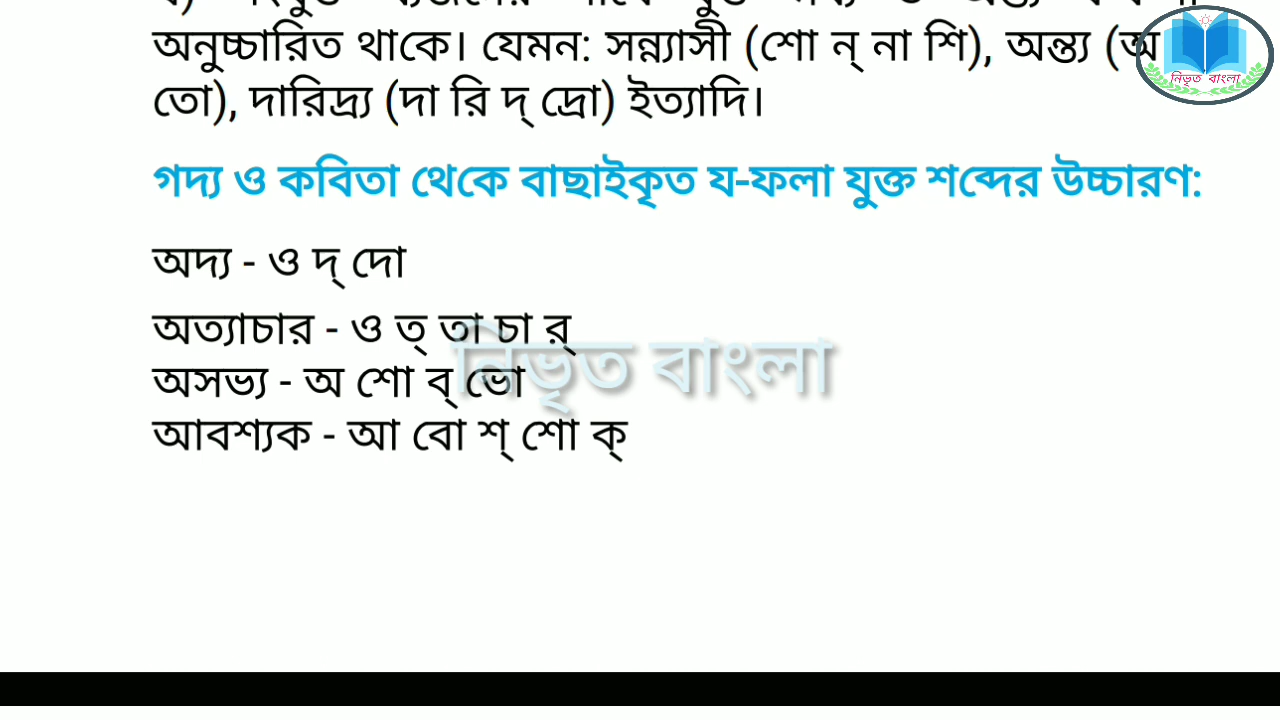 অনুচ্চারিত থাকে। যেমন: সন্ন্যাসী (শো ন্ না শি), অন্ত্য (অ
তো), দারিদ্র্য (দা রি দ্ দ্রো) ইত্যাদি।
নিভৃত বাংলা
গদ্য ও কবিতা থেকে বাছাইকৃত য-ফলা যুক্ত শব্দের উচ্চারণ:
অদ্য - ও দ্ দো
অত্যাচার - ও ত্ তা চা র্
অসভ্য - অ শো ব্ ভো
নিভৃত বাংলা
আবশ্যক - আ বো শ্ শো ক্